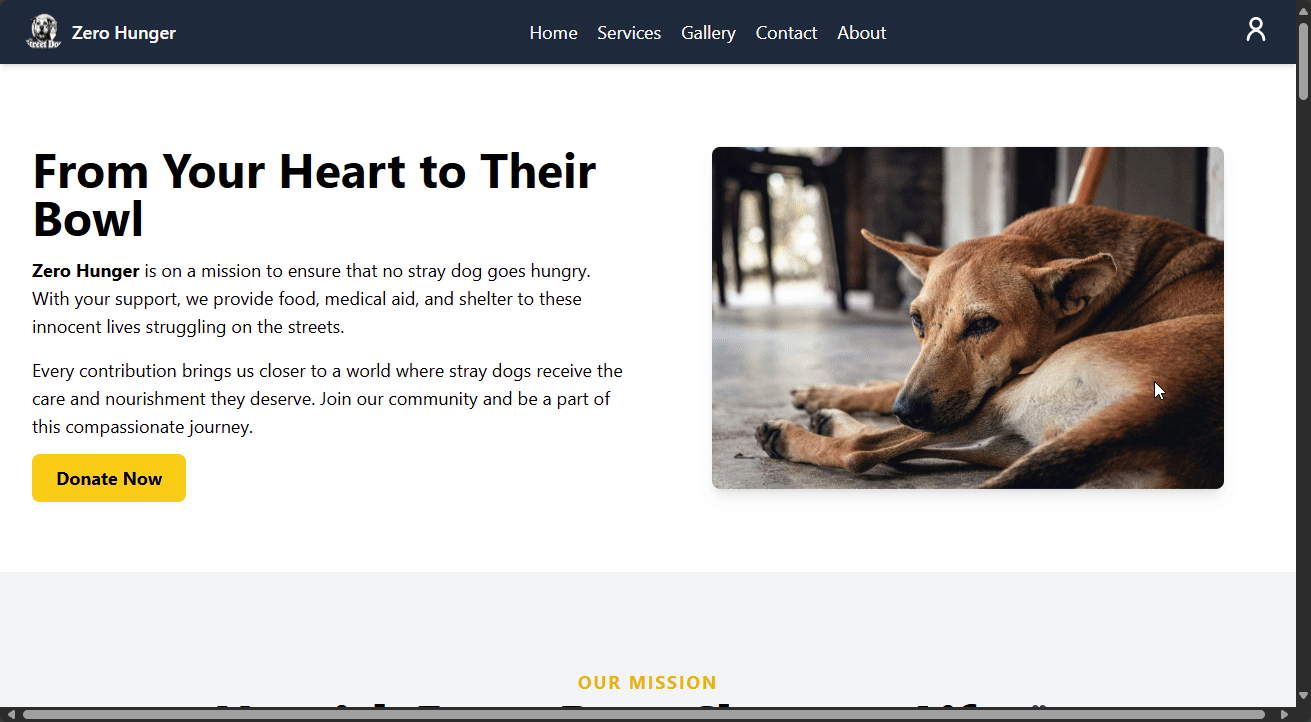 Zero Hunger
Home Services Gallery Contact About
From Your Heart to Their
Bowl
Zero Hunger is on a mission to ensure that no stray dog goes hungry.
With your support, we provide food, medical aid, and shelter to these
innocent lives struggling on the streets.
Every contribution brings us closer to a world where stray dogs receive the
care and nourishment they deserve. Join our community and be a part of
this compassionate journey.
Donate Now
OUR MISSION